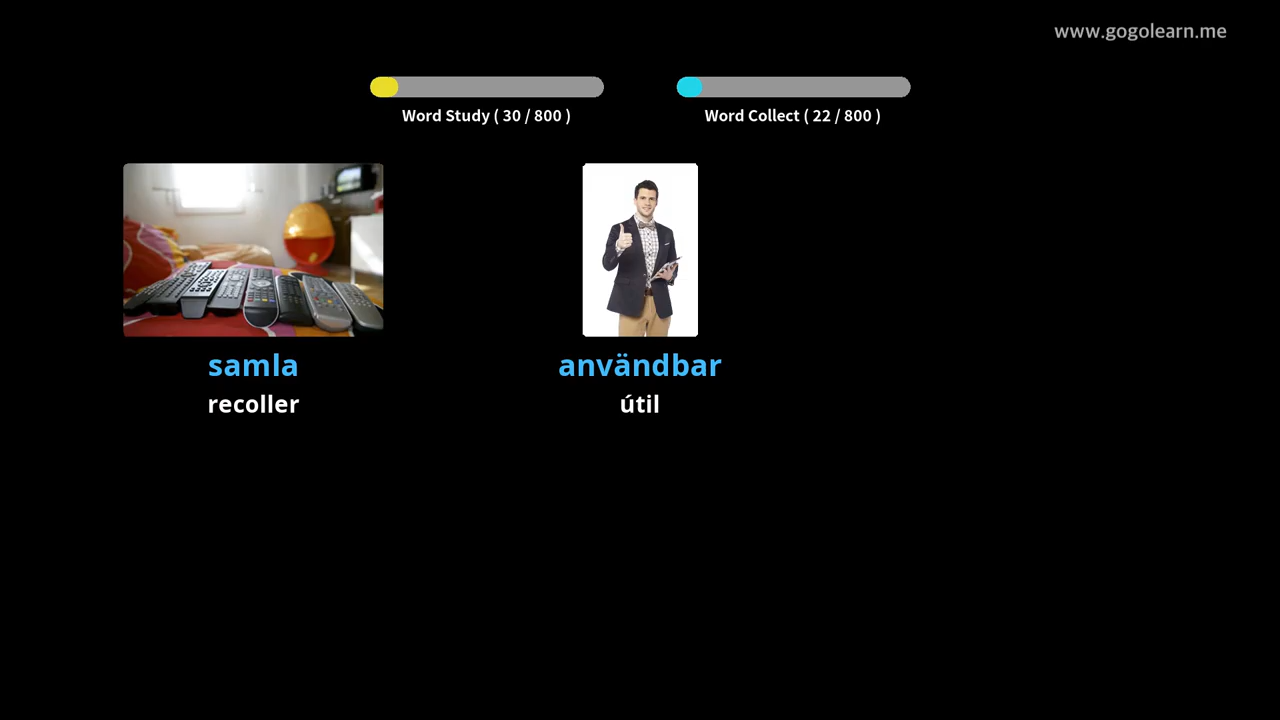 www.gogolearn.me
Word Study ( 30 / 800 )
Word Collect ( 22 / 800 )
samla
recoller
användbar
útil